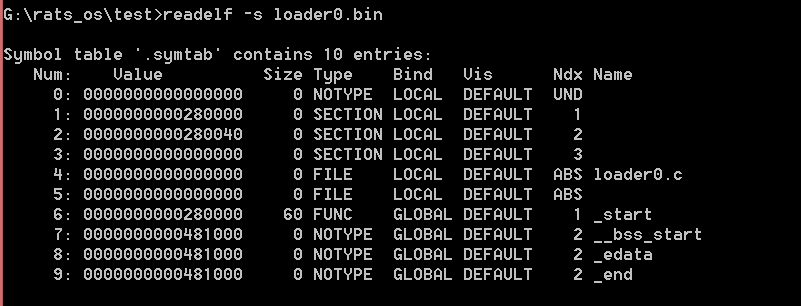 G:\rats_os\test>readelf -s loader0.bin
Symbol table '.symtab' contains 10 entries:
Num: Value Size Type Bind Vis Ndx Name
0: 0000000000000000 0 NOTYPE LOCAL DEFAULT UND
1: 0000000000280000 0 SECTION LOCAL DEFAULT 1
2: 0000000000280040 0 SECTION LOCAL DEFAULT 2
3: 0000000000000000 0 SECTION LOCAL DEFAULT 3
4: 0000000000000000 0 FILE LOCAL DEFAULT ABS loader0.c
5: 0000000000000000 0 FILE LOCAL DEFAULT ABS
6: 0000000000280000 60 FUNC GLOBAL DEFAULT 1 _start
7: 0000000000481000 0 NOTYPE GLOBAL DEFAULT 2 __bss_start
8: 0000000000481000 0 NOTYPE GLOBAL DEFAULT 2 _edata
9: 0000000000481000 0 NOTYPE GLOBAL DEFAULT 2 _end